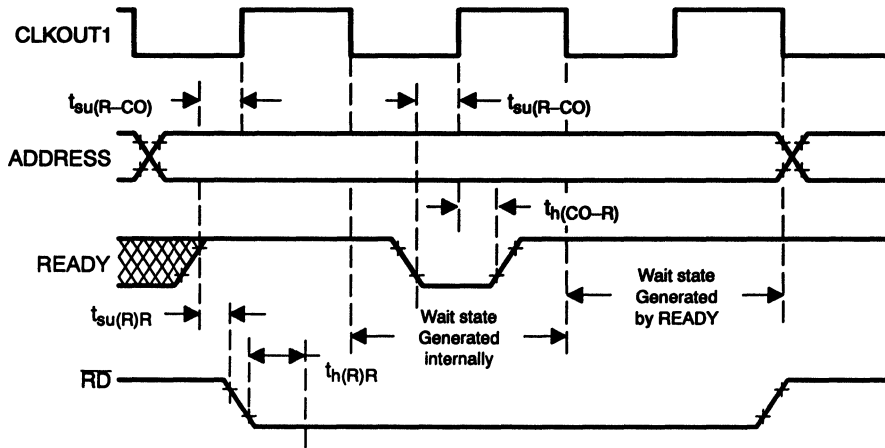 CLKOUT1
tsu(R–CO)
tsu(R–CO)
ADDRESS
th(CO–R)
READY
Wait state
Generated
by READY
tsu(R)R
Wait state
Generated
internally
th(R)R
RD